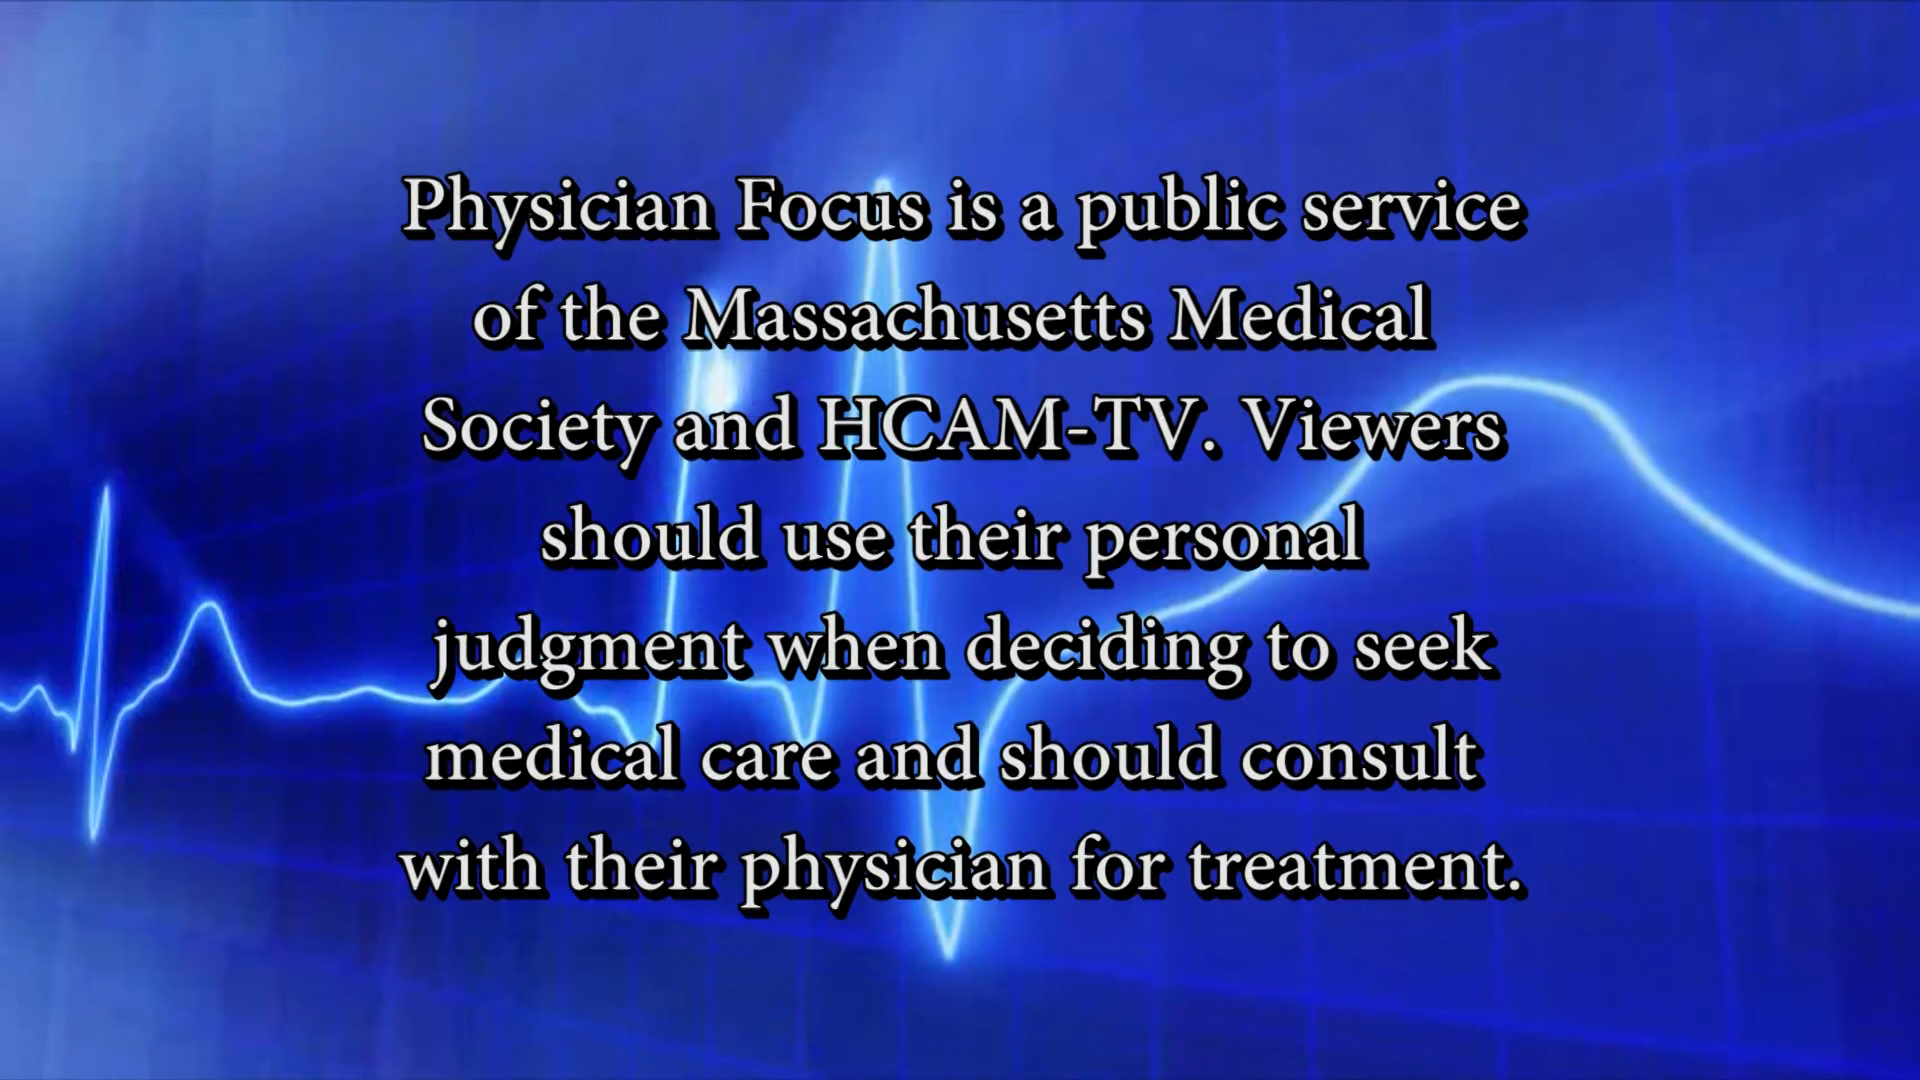 Physician Focus is a public service
of the Massachusetts Medical
Society and HCAM-TV. Viewers
should use their personal
judgment when deciding to seek
medical care and should consult
with their physician for treatment.